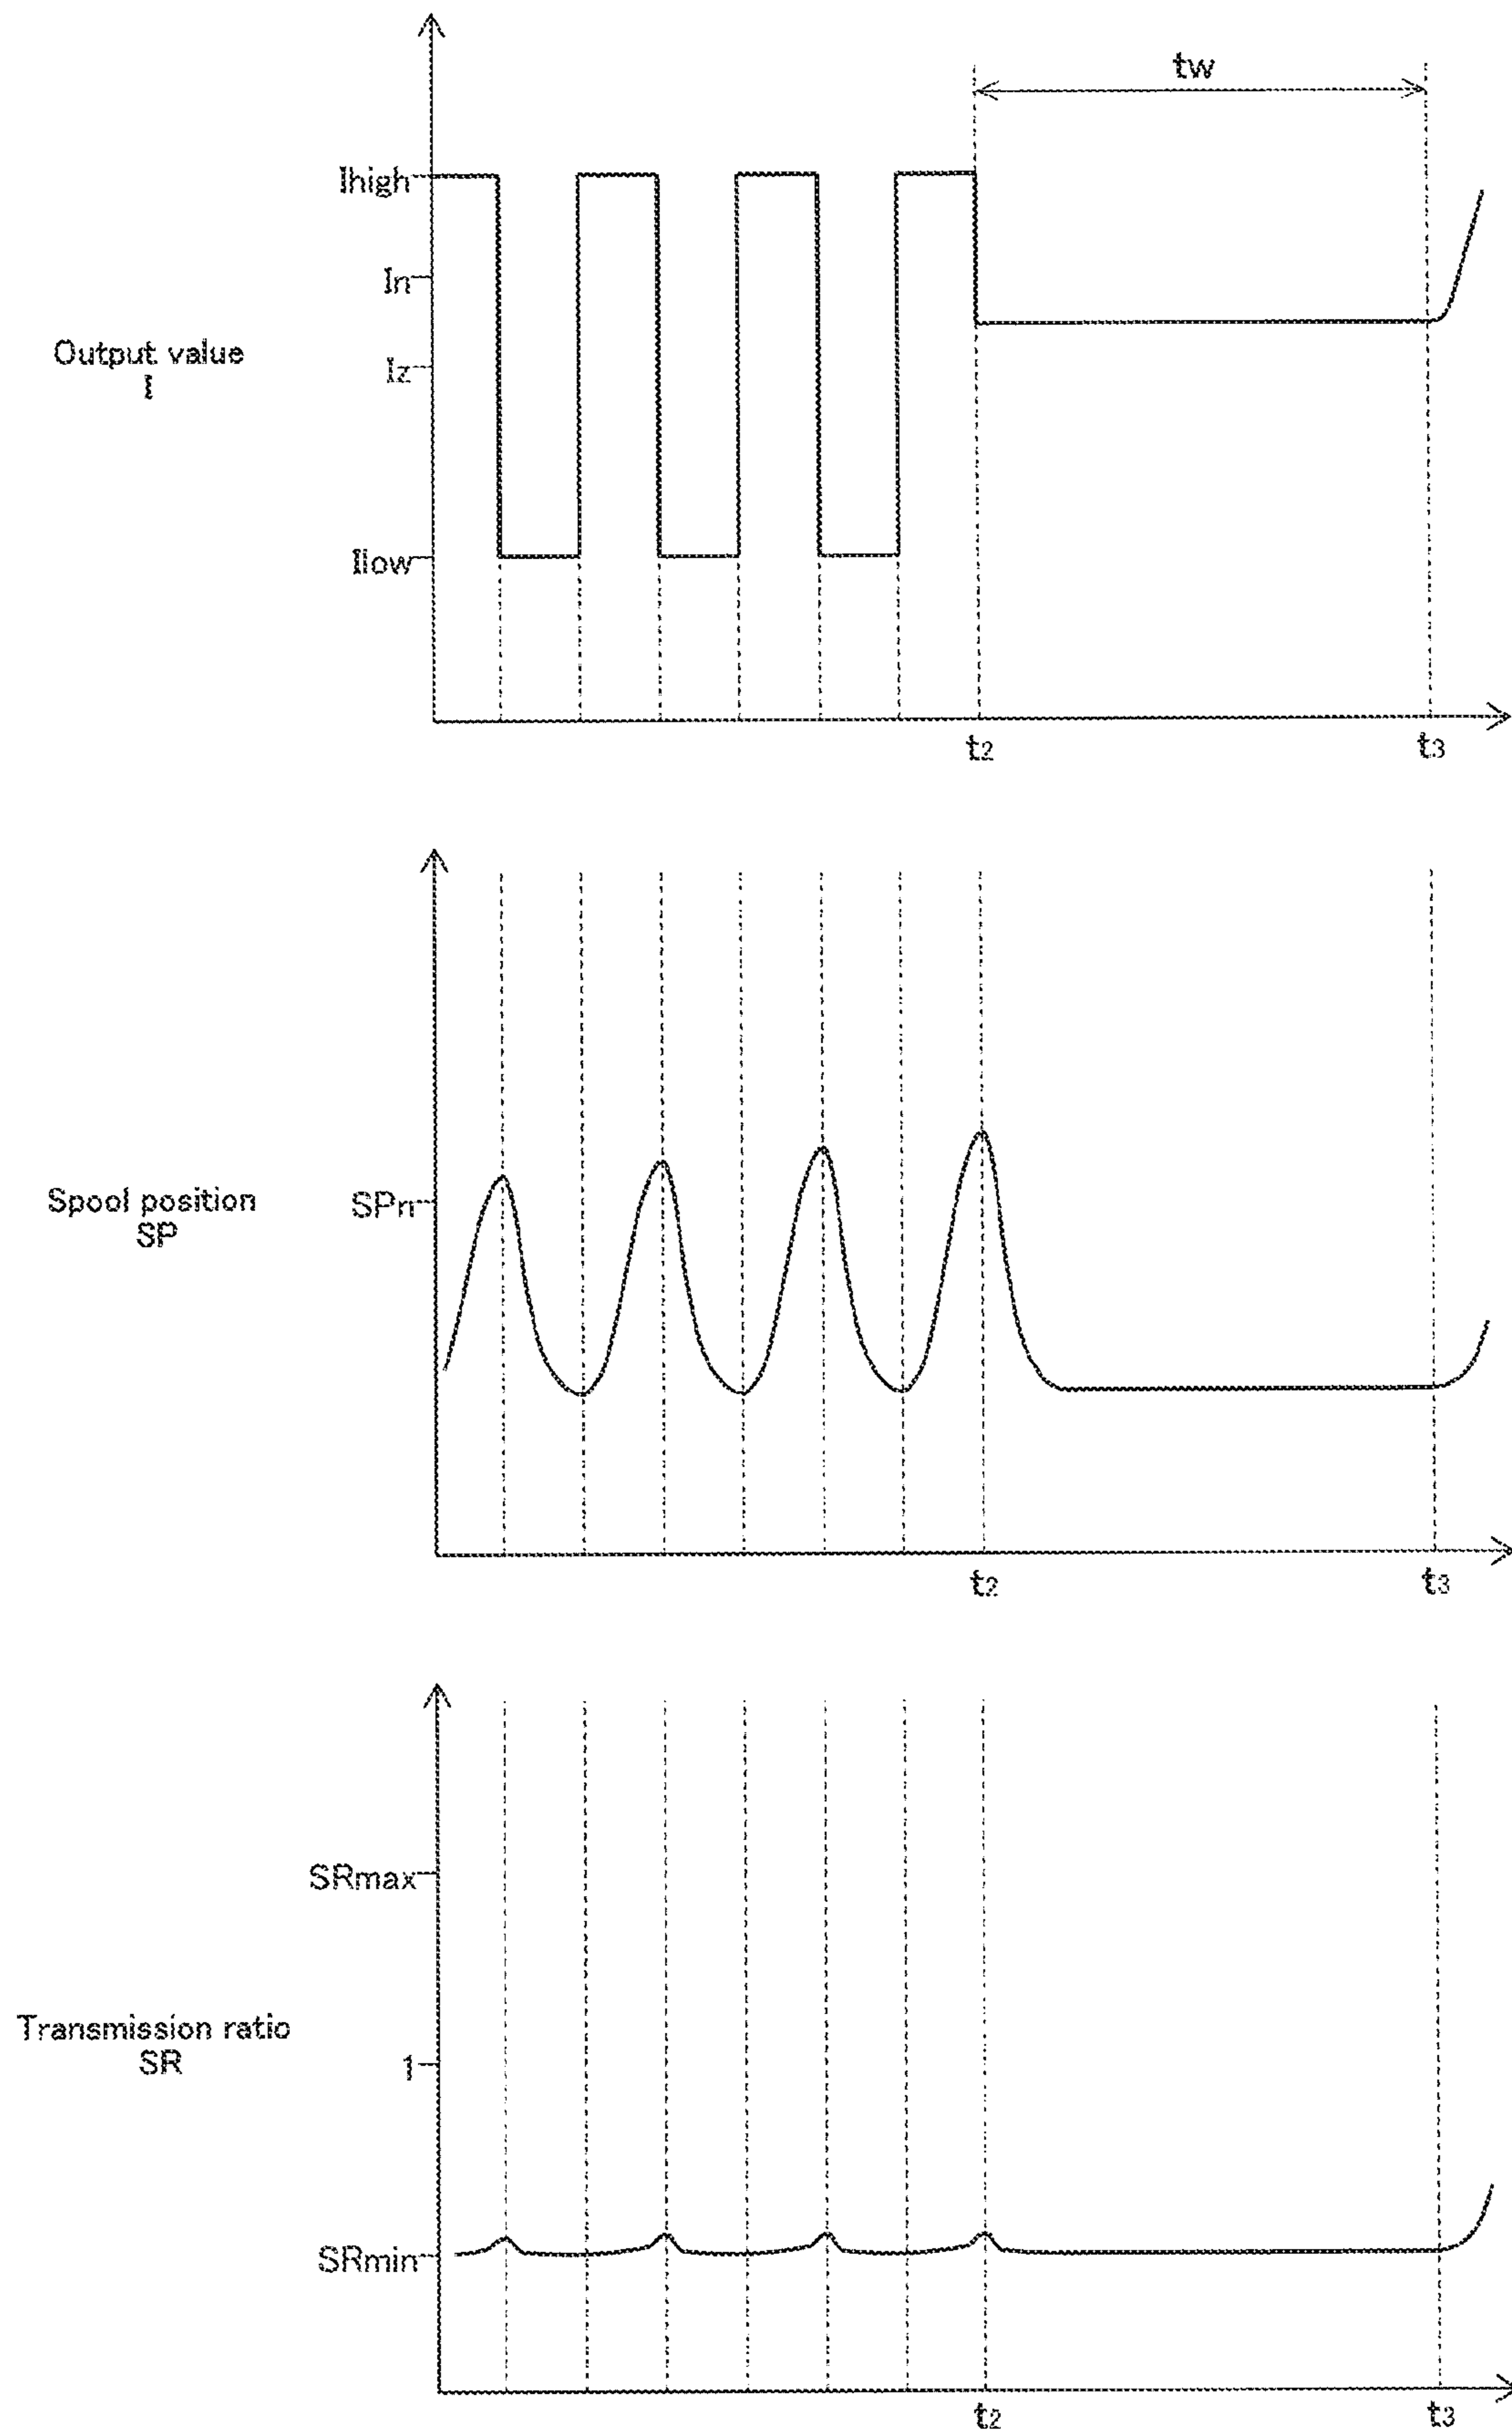 tw
Ihigh
In
Output value
I
Iz
Ilow
t2
t3
Spool position
SP
SPn
t2
t3
SRmax
Transmission ratio
SR
1
SRmin
t2
t3